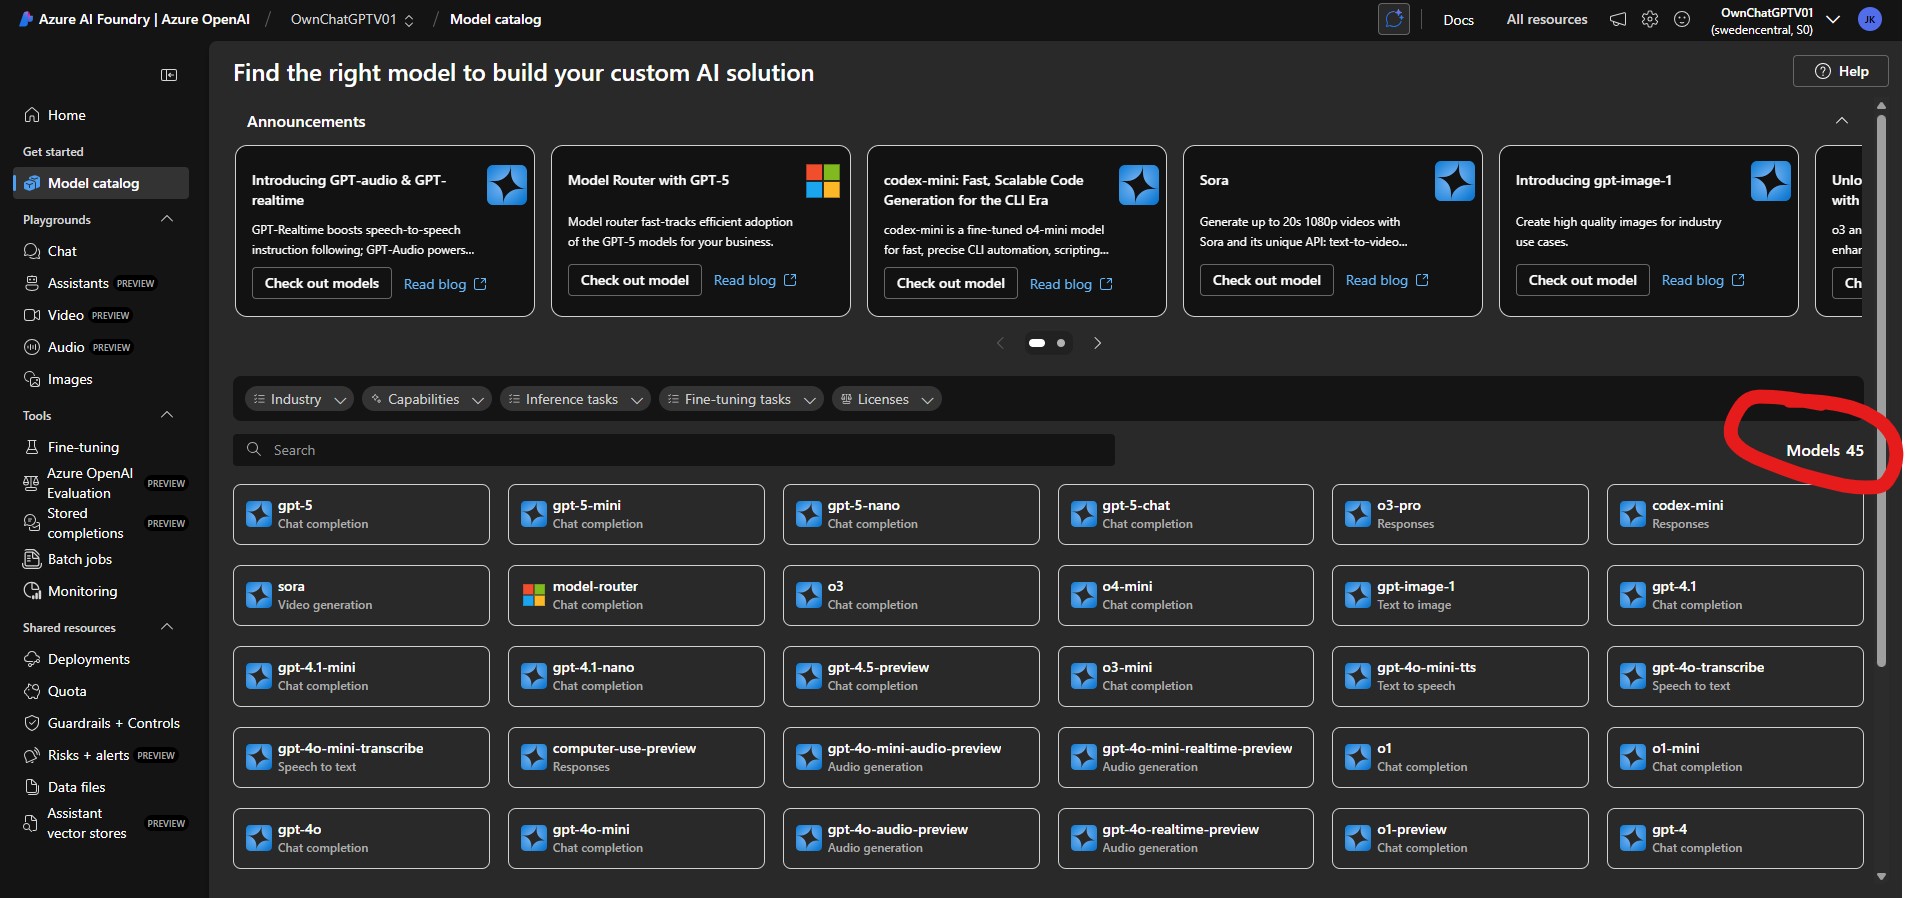 Azure AI Foundry | Azure OpenAI / OwnChatGPTV01 / Model catalog
Docs
All resources
OwnChatGPTV01
(swedencentral, S0)
JK
Home
Get started
Model catalog
Playgrounds
Chat
Assistants PREVIEW
Video PREVIEW
Audio PREVIEW
Images
Tools
Fine-tuning
Azure OpenAI
Evaluation PREVIEW
Stored
completions PREVIEW
Batch jobs
Monitoring
Shared resources
Deployments
Quota
Guardrails + Controls
Risks + alerts PREVIEW
Data files
Assistant
vector stores PREVIEW
Find the right model to build your custom AI solution
Help
Announcements
Introducing GPT-audio & GPT-
realtime
GPT-Realtime boosts speech-to-speech
instruction following; GPT-Audio powers...
Check out models Read blog
Model Router with GPT-5
Model router fast-tracks efficient adoption
of the GPT-5 models for your business.
Check out model Read blog
codex-mini: Fast, Scalable Code
Generation for the CLI Era
codex-mini is a fine-tuned o4-mini model
for fast, precise CLI automation, scripting...
Check out model Read blog
Sora
Generate up to 20s 1080p videos with
Sora and its unique API: text-to-video...
Check out model Read blog
Introducing gpt-image-1
Create high quality images for industry
use cases.
Check out model Read blog
Unlo
with
o3 an
enhar
Ch
Industry
Capabilities
Inference tasks
Fine-tuning tasks
Licenses
Search
Models 45
gpt-5
Chat completion
gpt-5-mini
Chat completion
gpt-5-nano
Chat completion
gpt-5-chat
Chat completion
o3-pro
Responses
codex-mini
Responses
sora
Video generation
model-router
Chat completion
o3
Chat completion
o4-mini
Chat completion
gpt-image-1
Text to image
gpt-4.1
Chat completion
gpt-4.1-mini
Chat completion
gpt-4.1-nano
Chat completion
gpt-4.5-preview
Chat completion
o3-mini
Chat completion
gpt-4o-mini-tts
Text to speech
gpt-4o-transcribe
Speech to text
gpt-4o-mini-transcribe
Speech to text
computer-use-preview
Responses
gpt-4o-mini-audio-preview
Audio generation
gpt-4o-mini-realtime-preview
Audio generation
o1
Chat completion
o1-mini
Chat completion
gpt-4o
Chat completion
gpt-4o-mini
Chat completion
gpt-4o-audio-preview
Audio generation
gpt-4o-realtime-preview
Audio generation
o1-preview
Chat completion
gpt-4
Chat completion